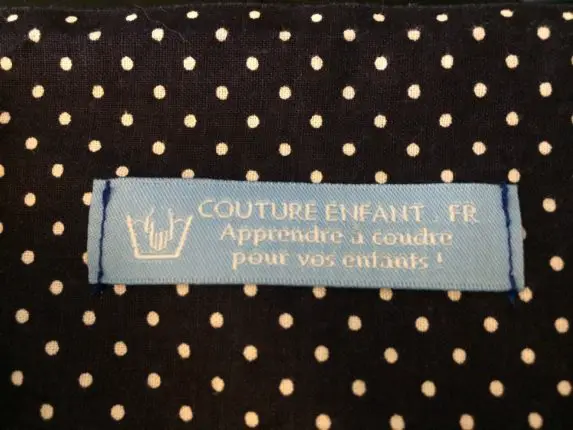 COUTURE ENFANT . FR
Apprendre à coudre
pour vos enfants !